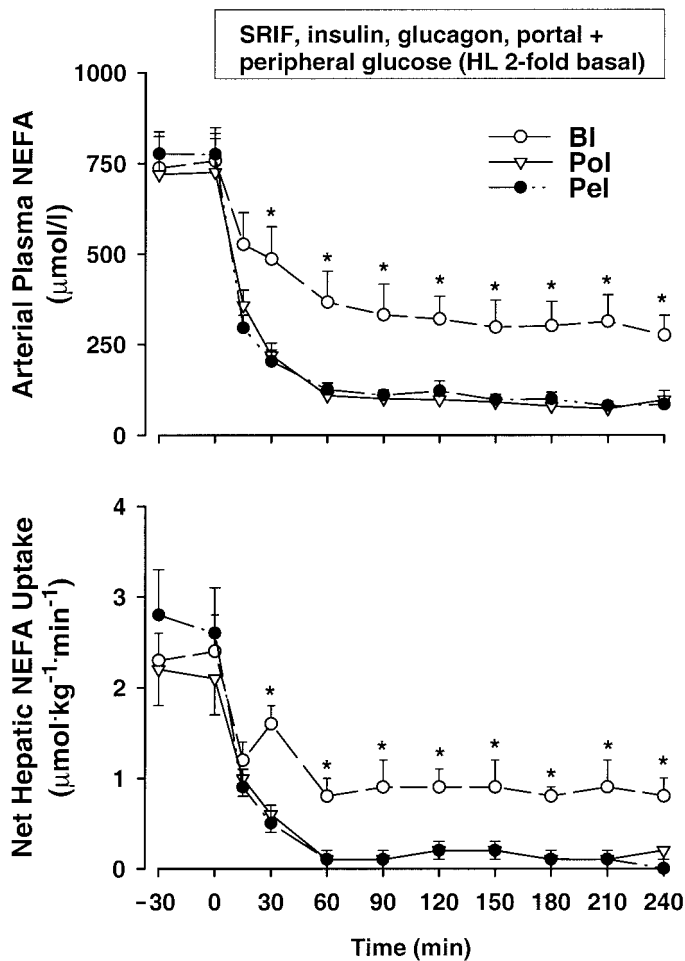 SRIF, insulin, glucagon, portal +
peripheral glucose (HL 2-fold basal)
Arterial Plasma NEFA
(μmol/l)
1000
750
500
250
0
BI
Pol
Pel
* * * * * * * *
Net Hepatic NEFA Uptake
(μmol·kg⁻¹·min⁻¹)
4
3
2
1
0
* * * * * * * *
−30 0 30 60 90 120 150 180 210 240
Time (min)